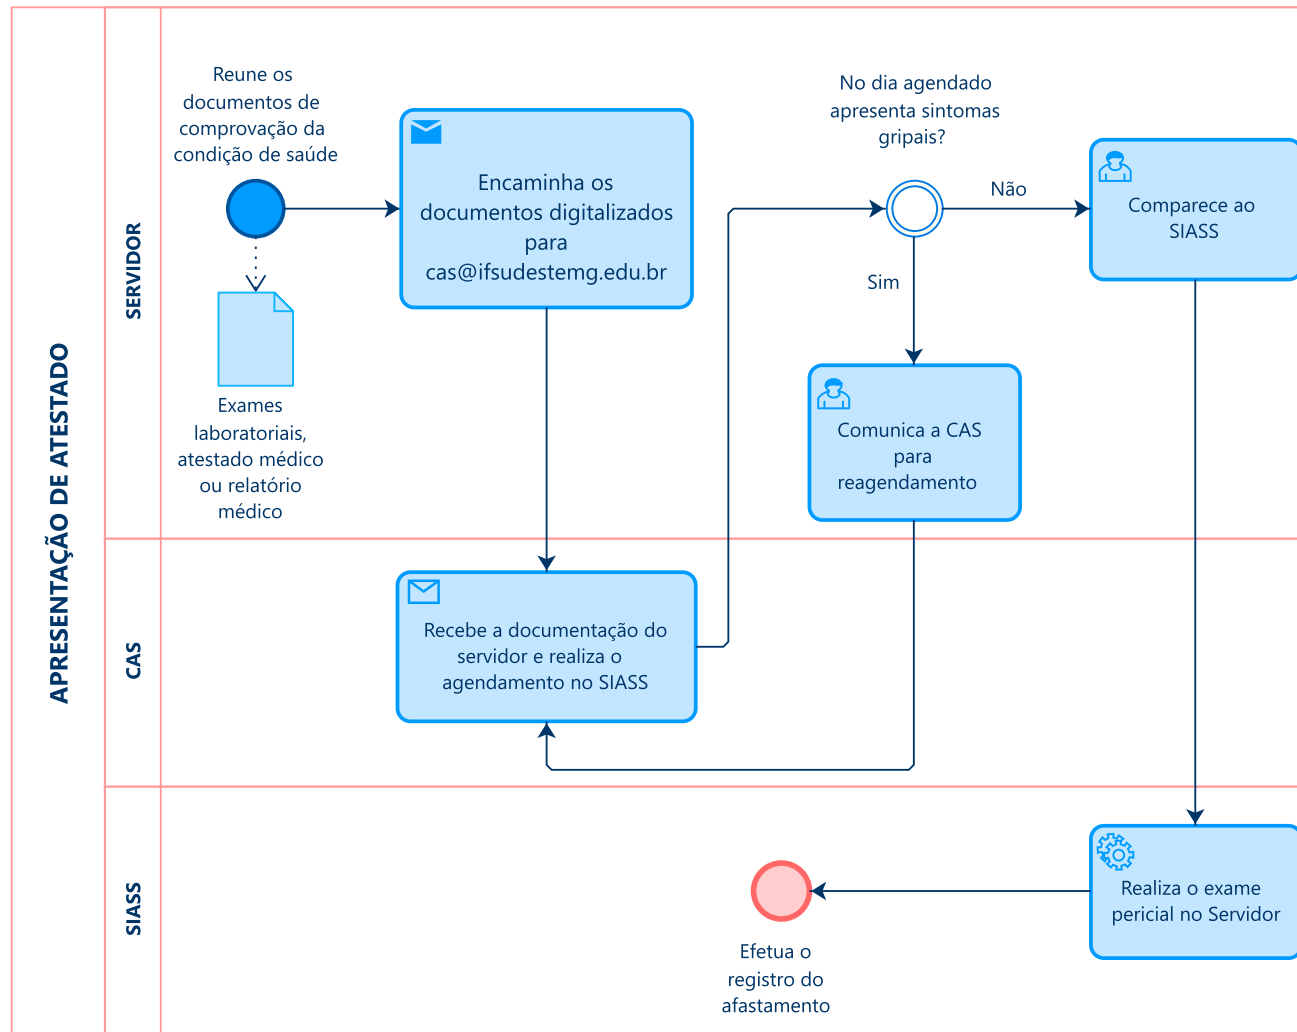 APRESENTAÇÃO DE ATESTADO
SERVIDOR
Reune os
documentos de
comprovação da
condição de saúde
Exames
laboratoriais,
atestado médico
ou relatório
médico
Encaminha os
documentos digitalizados
para
cas@ifsudestemg.edu.br
No dia agendado
apresenta sintomas
gripais?
Não
Sim
Comparece ao
SIASS
Comunica a CAS
para
reagendamento
CAS
Recebe a documentação do
servidor e realiza o
agendamento no SIASS
SIASS
Realiza o exame
pericial no Servidor
Efetua o
registro do
afastamento